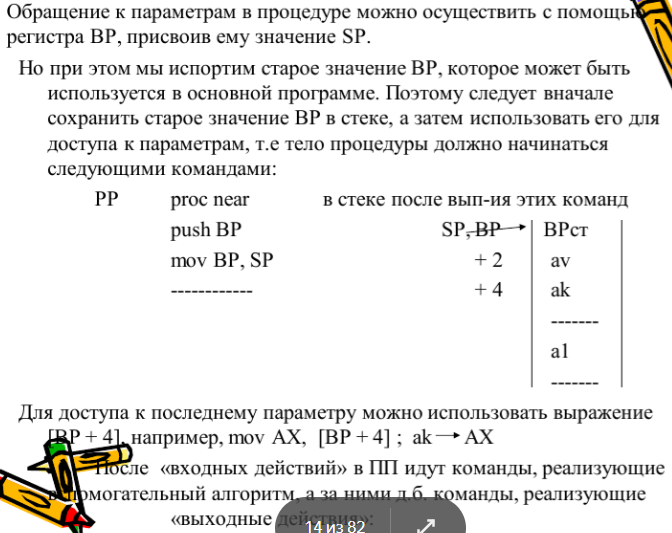 Обращение к параметрам в процедуре можно осуществить с помощью
регистра BP, присвоив ему значение SP.
Но при этом мы испортим старое значение BP, которое может быть
используется в основной программе. Поэтому следует вначале
сохранить старое значение BP в стеке, а затем использовать его для
доступа к параметрам, т.е тело процедуры должно начинаться
следующими командами:
PP proc near в стеке после вып-ия этих команд
push BP SP, BP BPст
mov BP, SP + 2 av
------------ + 4 ak
-------
a1
-------
Для доступа к последнему параметру можно использовать выражение
[BP + 4], например, mov AX, [BP + 4] ; ak → AX
После «входных действий» в ПП идут команды, реализующие
вспомогательный алгоритм, а за ними д.б. команды, реализующие
«выходные действия»:
14 из 82